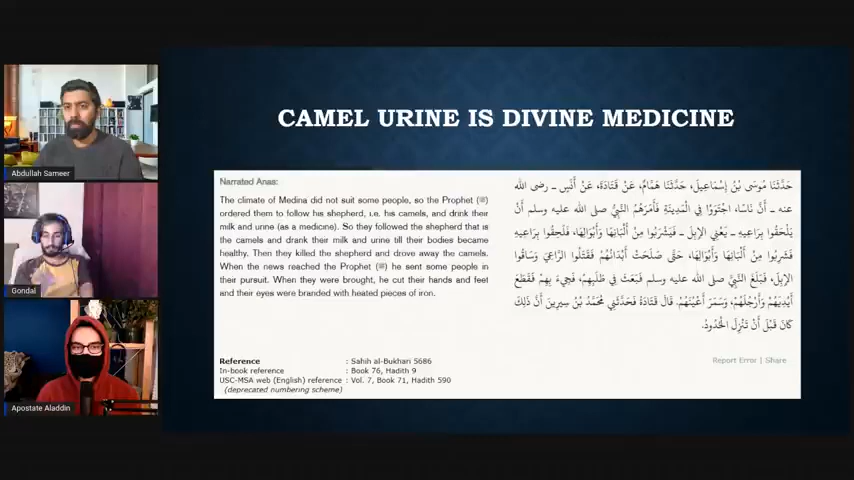 CAMEL URINE IS DIVINE MEDICINE
Narrated Anas:
The climate of Medina did not suit some people, so the Prophet (ﷺ)
ordered them to follow his shepherd, i.e. his camels, and drink their
milk and urine (as a medicine). So they followed the shepherd that is
the camels and drank their milk and urine till their bodies became
healthy. Then they killed the shepherd and drove away the camels.
When the news reached the Prophet (ﷺ) he sent some people in
their pursuit. When they were brought, he cut their hands and feet
and their eyes were branded with heated pieces of iron.
حَدَّثَنَا مُوسَى بْنُ إِسْمَاعِيلَ، حَدَّثَنَا هَمَّامٌ، عَنْ قَتَادَةَ، عَنْ أَنَسٍ ـ رضى الله
عنه ـ أَنَّ نَاسًا، اجْتَوَوْا فِي الْمَدِينَةِ فَأَمَرَهُمُ النَّبِيُّ صلى الله عليه وسلم أَنْ
يَلْحَقُوا بِرَاعِيهِ ـ يَعْنِي الإِبِلَ ـ فَيَشْرَبُوا مِنْ أَلْبَانِهَا وَأَبْوَالِهَا، فَلَحِقُوا بِرَاعِيهِ
فَشَرِبُوا مِنْ أَلْبَانِهَا وَأَبْوَالِهَا، حَتَّى صَلَحَتْ أَبْدَانُهُمْ فَقَتَلُوا الرَّاعِيَ وَسَاقُوا
الإِبِلَ، فَبَلَغَ النَّبِيَّ صلى الله عليه وسلم فَبَعَثَ فِي طَلَبِهِمْ، فَجِيءَ بِهِمْ فَقَطَعَ
أَيْدِيَهُمْ وَأَرْجُلَهُمْ، وَسَمَرَ أَعْيُنَهُمْ. قَالَ قَتَادَةُ فَحَدَّثَنِي مُحَمَّدُ بْنُ سِيرِينَ أَنَّ ذَلِكَ
كَانَ قَبْلَ أَنْ تَنْزِلَ الْحُدُودُ.
Reference : Sahih al-Bukhari 5686
In-book reference : Book 76, Hadith 9
USC-MSA web (English) reference : Vol. 7, Book 71, Hadith 590
(deprecated numbering scheme)
Report Error | Share
Abdullah Sameer
Gondal
Apostate Aladdin